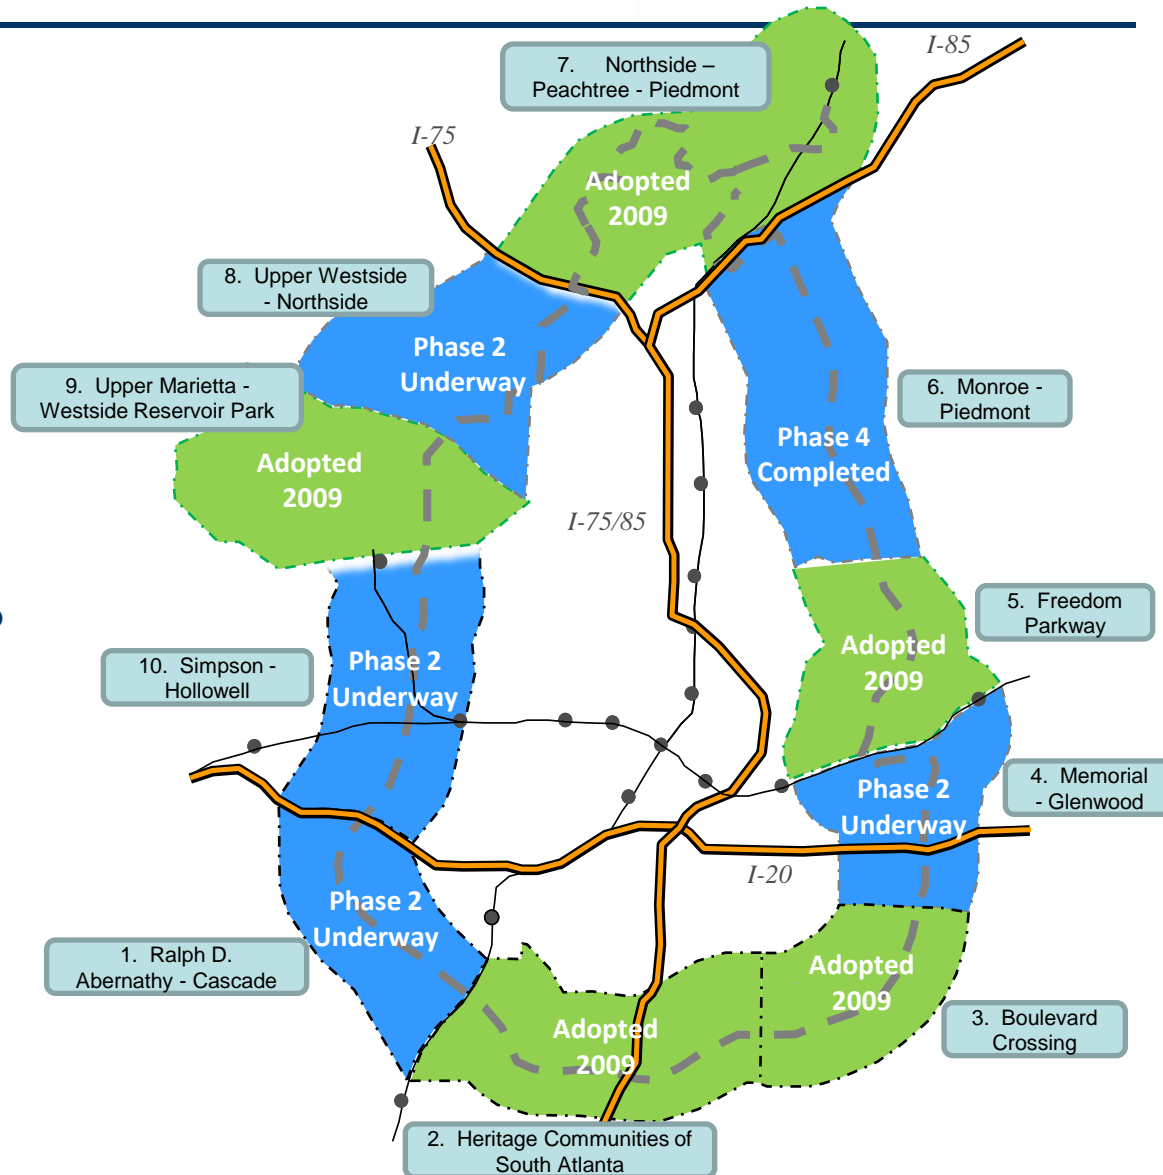 I-85
7. Northside –
Peachtree - Piedmont
I-75
Adopted
2009
8. Upper Westside
- Northside
Phase 2
Underway
9. Upper Marietta -
Westside Reservoir Park
6. Monroe -
Piedmont
Phase 4
Completed
Adopted
2009
I-75/85
5. Freedom
Parkway
10. Simpson -
Hollowell
Phase 2
Underway
Adopted
2009
4. Memorial
- Glenwood
Phase 2
Underway
I-20
Phase 2
Underway
1. Ralph D.
Abernathy - Cascade
Adopted
2009
3. Boulevard
Crossing
Adopted
2009
2. Heritage Communities of
South Atlanta